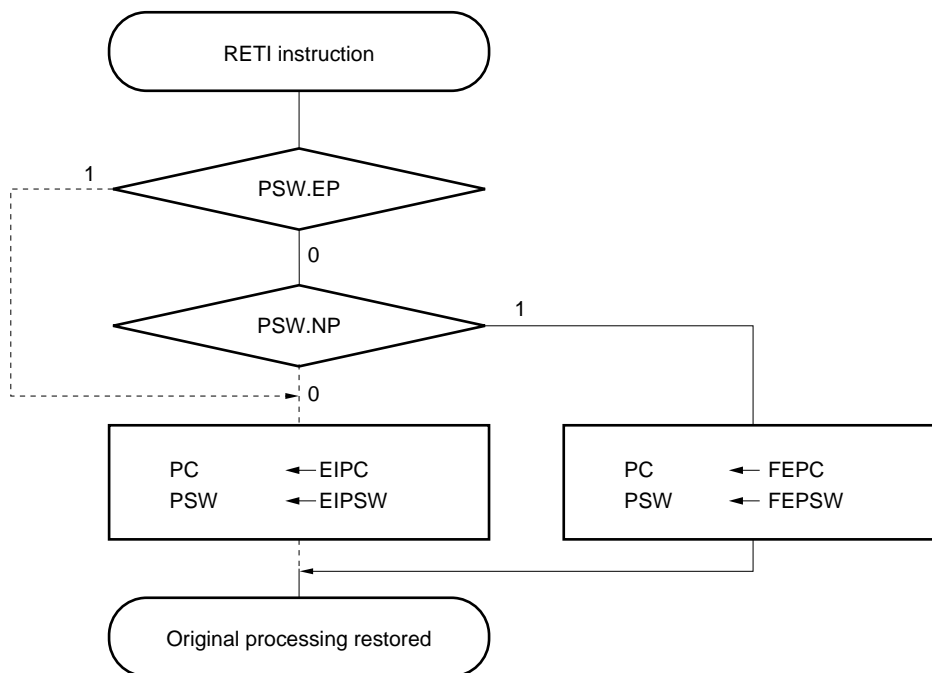 RETI instruction
1
PSW.EP
0
PSW.NP
1
0
PC ← EIPC
PSW ← EIPSW
PC ← FEPC
PSW ← FEPSW
Original processing restored